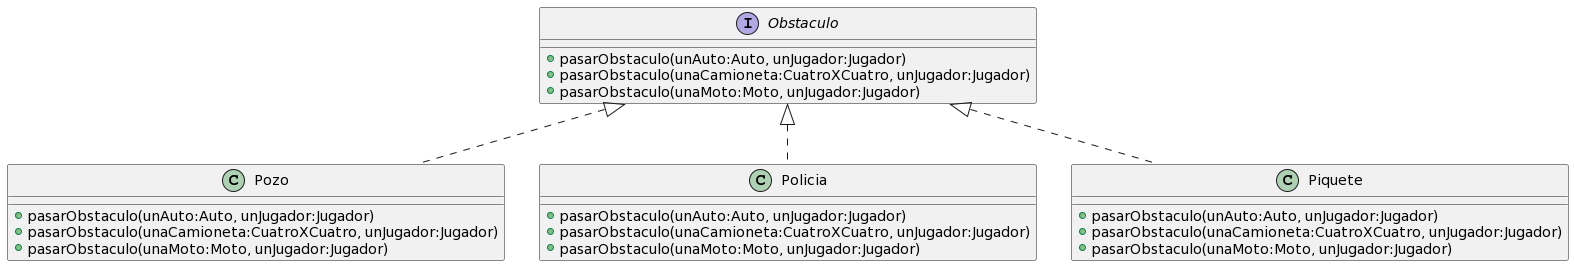 I Obstaculo
pasarObstaculo(unAuto:Auto, unJugador:Jugador)
pasarObstaculo(unaCamioneta:CuatroXCuatro, unJugador:Jugador)
pasarObstaculo(unaMoto:Moto, unJugador:Jugador)
C Pozo
pasarObstaculo(unAuto:Auto, unJugador:Jugador)
pasarObstaculo(unaCamioneta:CuatroXCuatro, unJugador:Jugador)
pasarObstaculo(unaMoto:Moto, unJugador:Jugador)
C Policia
pasarObstaculo(unAuto:Auto, unJugador:Jugador)
pasarObstaculo(unaCamioneta:CuatroXCuatro, unJugador:Jugador)
pasarObstaculo(unaMoto:Moto, unJugador:Jugador)
C Piquete
pasarObstaculo(unAuto:Auto, unJugador:Jugador)
pasarObstaculo(unaCamioneta:CuatroXCuatro, unJugador:Jugador)
pasarObstaculo(unaMoto:Moto, unJugador:Jugador)